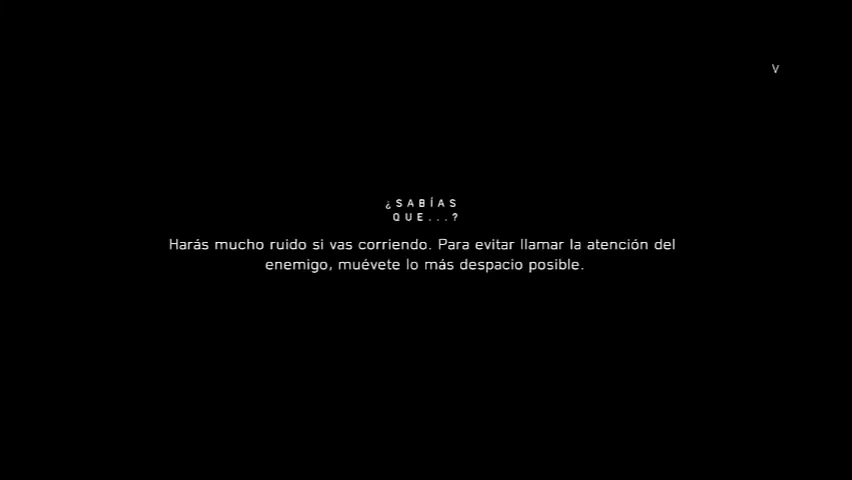 V
¿SABÍAS
QUE...?
Harás mucho ruido si vas corriendo. Para evitar llamar la atención del
enemigo, muévete lo más despacio posible.